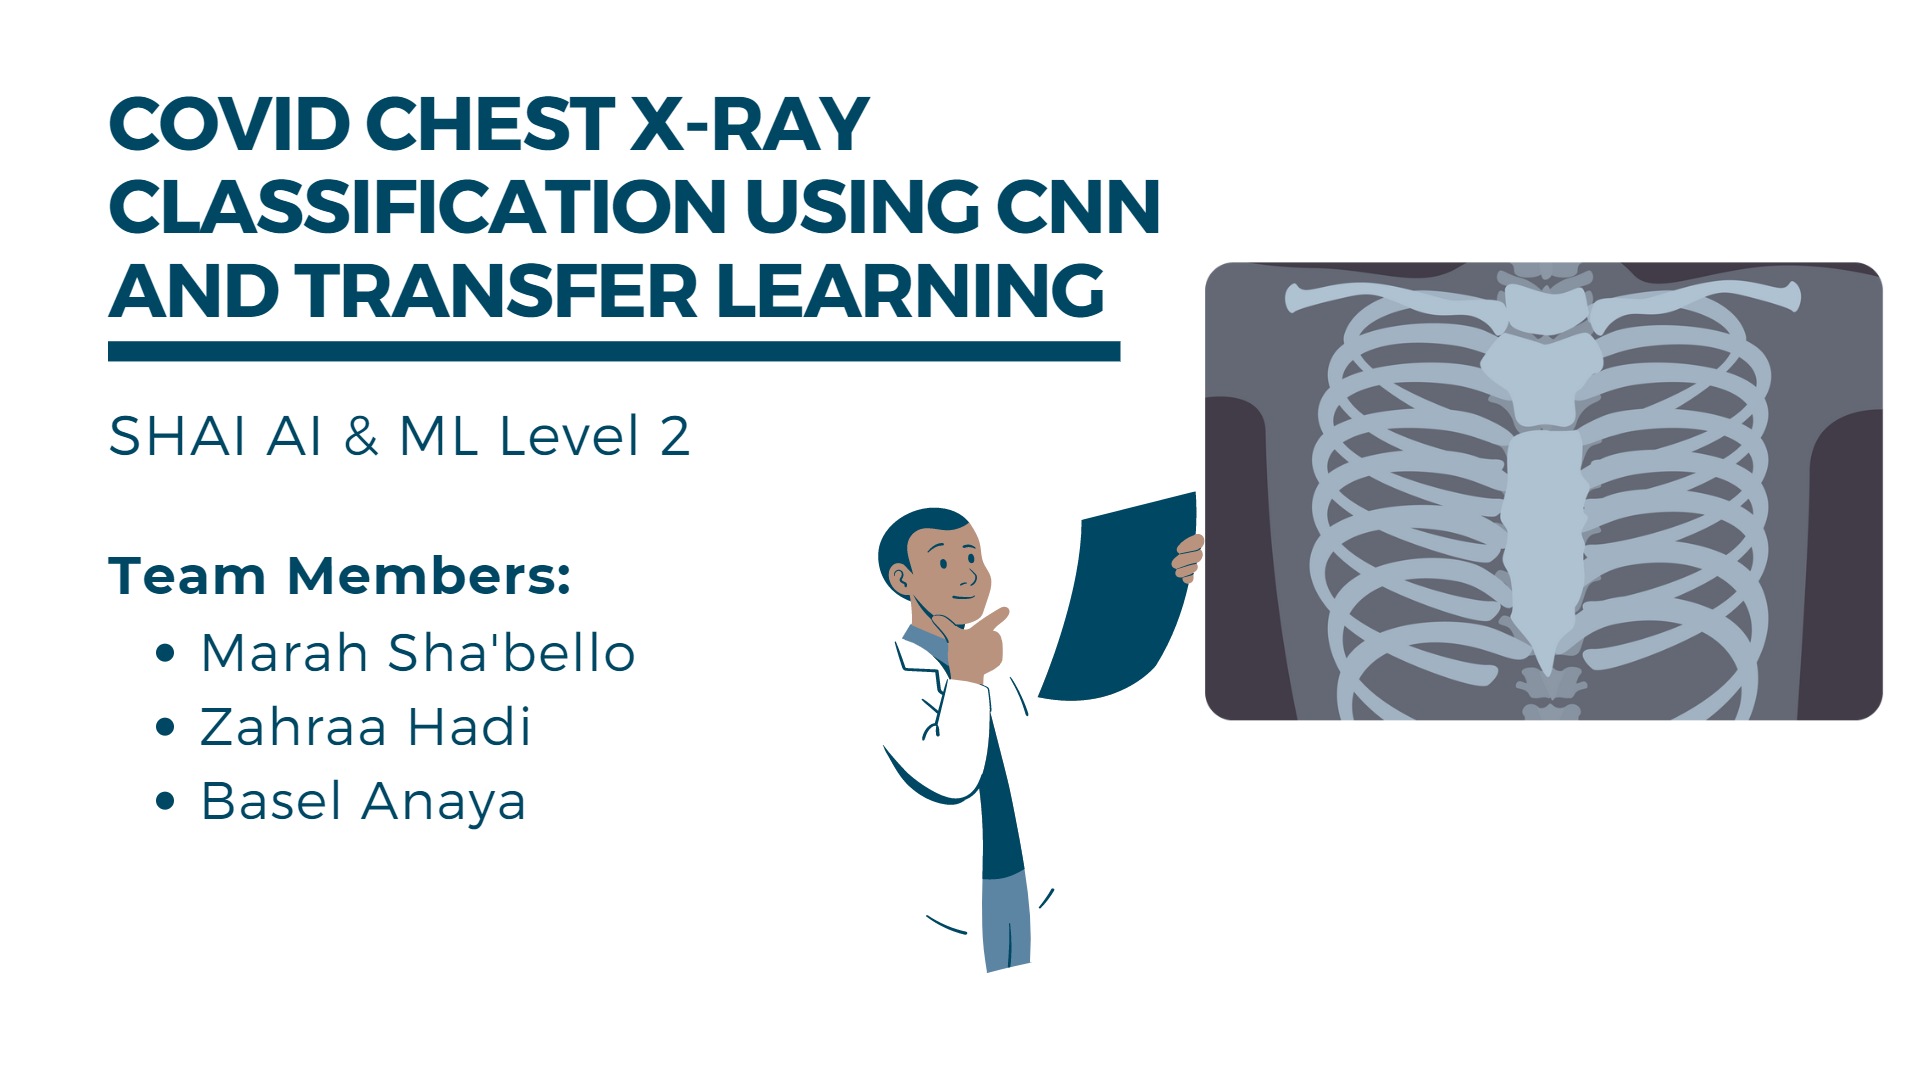 COVID CHEST X-RAY
CLASSIFICATION USING CNN
AND TRANSFER LEARNING
SHAI AI & ML Level 2
Team Members:
• Marah Sha'bello
• Zahraa Hadi
• Basel Anaya